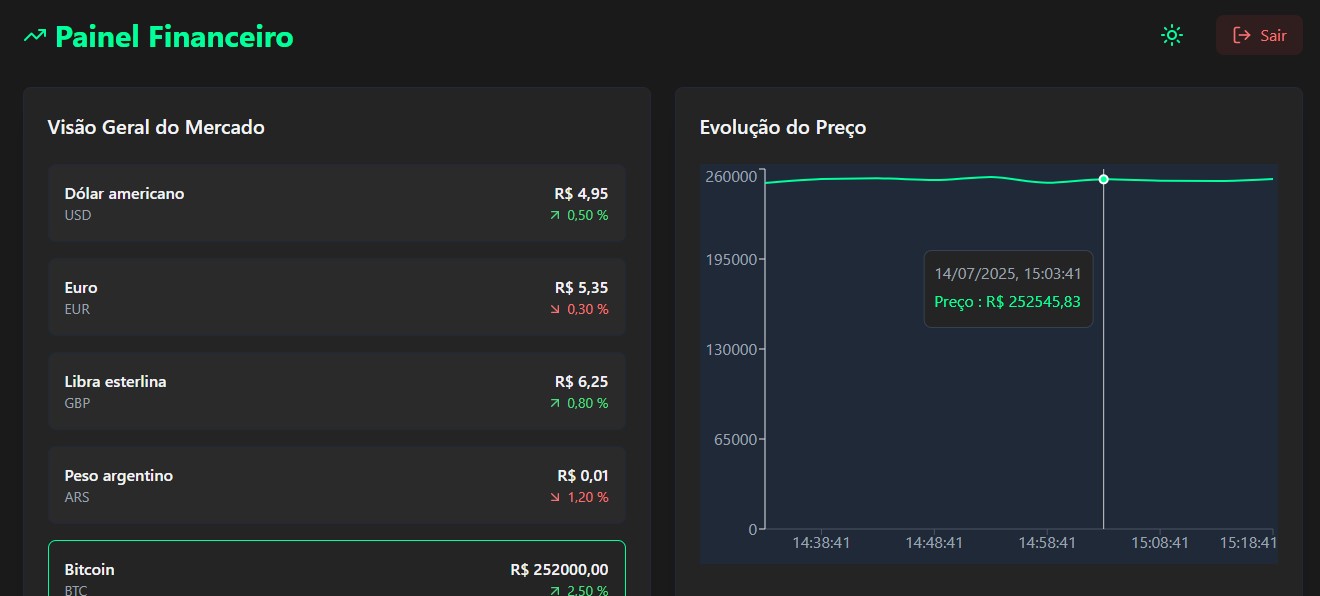 Painel Financeiro
Sair
Visão Geral do Mercado
Dólar americano
R$ 4,95
USD
0,50 %
Euro
R$ 5,35
EUR
0,30 %
Libra esterlina
R$ 6,25
GBP
0,80 %
Peso argentino
R$ 0,01
ARS
1,20 %
Bitcoin
R$ 252000,00
BTC
2,50 %
Evolução do Preço
260000
195000
130000
65000
0
14/07/2025, 15:03:41
Preço : R$ 252545,83
14:38:41
14:48:41
14:58:41
15:08:41
15:18:41